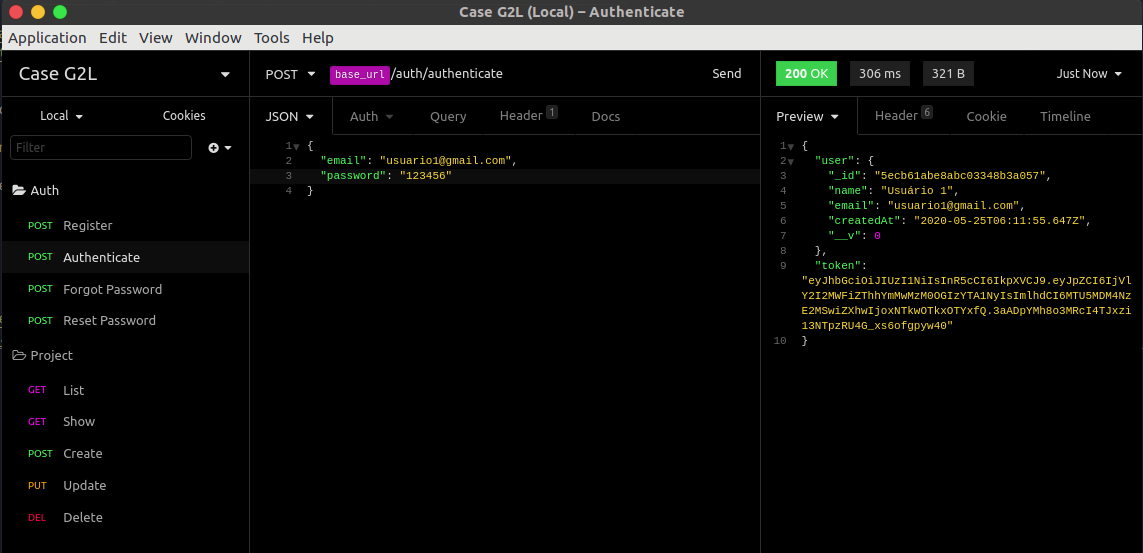 Case G2L (Local) – Authenticate
Application Edit View Window Tools Help
Case G2L
Local
Cookies
Filter
Auth
POST Register
POST Authenticate
POST Forgot Password
POST Reset Password
Project
GET List
GET Show
POST Create
PUT Update
DEL Delete
POST base_url/auth/authenticate Send
JSON Auth Query Header 1 Docs
1 {
2 "email": "usuario1@gmail.com",
3 "password": "123456"
4 }
200 OK 306 ms 321 B Just Now
Preview Header 6 Cookie Timeline
1 {
2 "user": {
3 "_id": "5ecb61abe8abc03348b3a057",
4 "name": "Usuário 1",
5 "email": "usuario1@gmail.com",
6 "createdAt": "2020-05-25T06:11:55.647Z",
7 "__v": 0
8 },
9 "token":
"eyJhbGciOiJIUzI1NiIsInR5cCI6IkpXVCJ9.eyJpZCI6IjVl
Y2I2MWFiZThhYmMwMzM0OGIzYTA1NyIsImlhdCI6MTU5MDM4Nz
E2MSwiZXhwIjoxNTkwOTkxOTYxfQ.3aADpYMh8o3MRcI4TJxzi
13NTpzRU4G_xs6ofgpyw40"
10 }